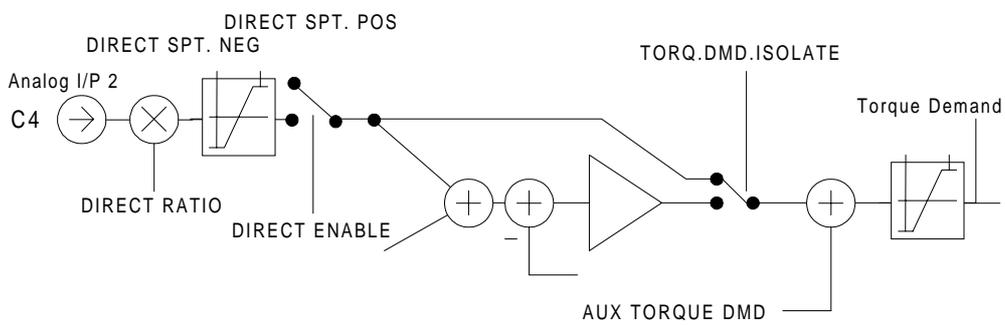 DIRECT SPT. POS
DIRECT SPT. NEG
TORQ.DMD.ISOLATE
Analog I/P 2
C4
Torque Demand
DIRECT RATIO
DIRECT ENABLE
AUX TORQUE DMD